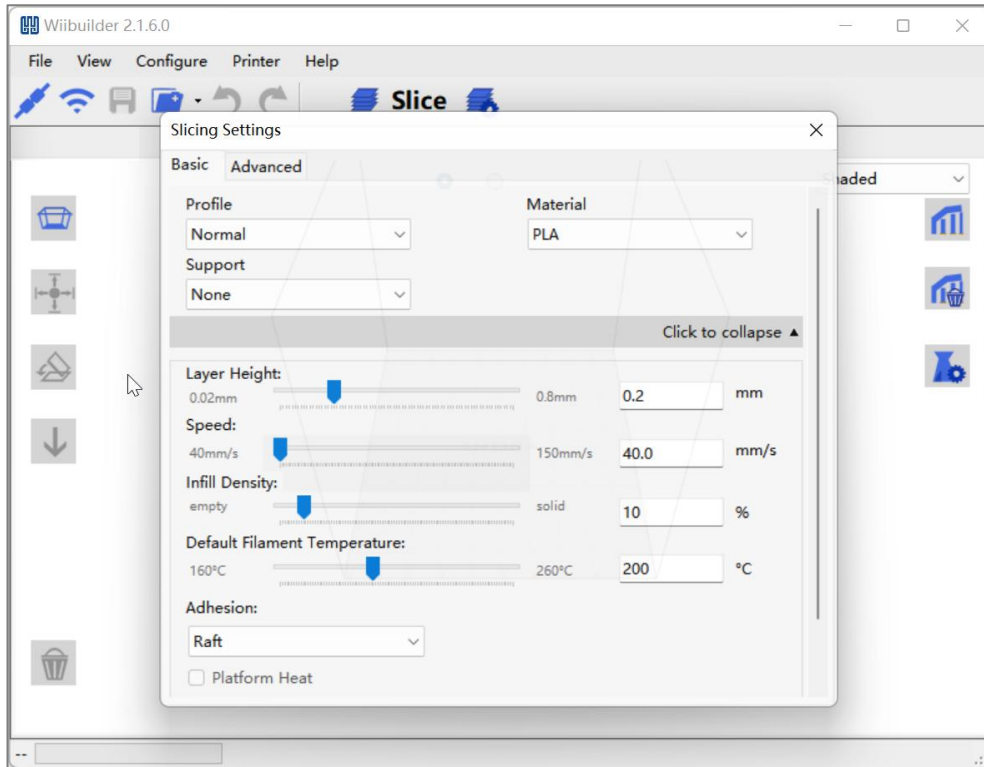 Wiibuilder 2.1.6.0
File View Configure Printer Help
Slice
Slicing Settings
Basic Advanced
Profile Material
Normal PLA
Support
None
Click to collapse ▲
Layer Height:
0.02mm 0.8mm 0.2 mm
Speed:
40mm/s 150mm/s 40.0 mm/s
Infill Density:
empty solid 10 %
Default Filament Temperature:
160°C 260°C 200 °C
Adhesion:
Raft
Platform Heat
--